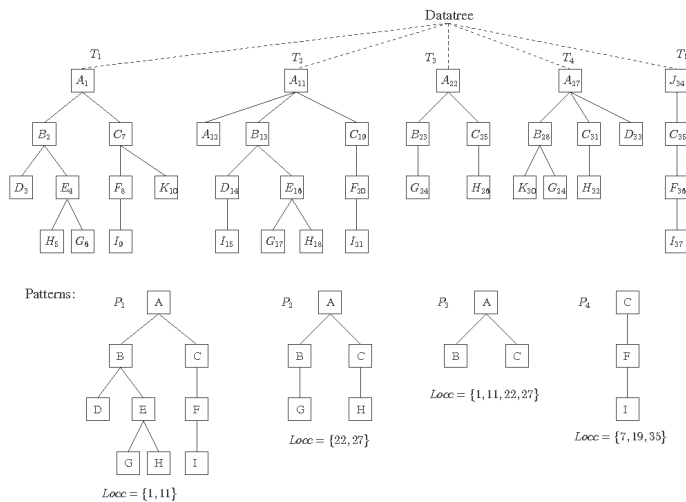 Datatree
T1 T2 T3 T4 T
A1 A11 A22 A27 J34
B2 C7 A12 B13 C19 B23 C25 B28 C31 D33 C35
D3 E4 F8 K10 D14 E16 F20 G24 H26 K30 G24 H32 F36
H5 G6 I9 I15 G17 H18 I21 I37
Patterns: P1 A P2 A P3 A P4 C
B C B C B C F
D E F G H I
G H I
Locc = {1,11}
Locc = {22,27}
Locc = {1,11,22,27}
Locc = {7,19,35}